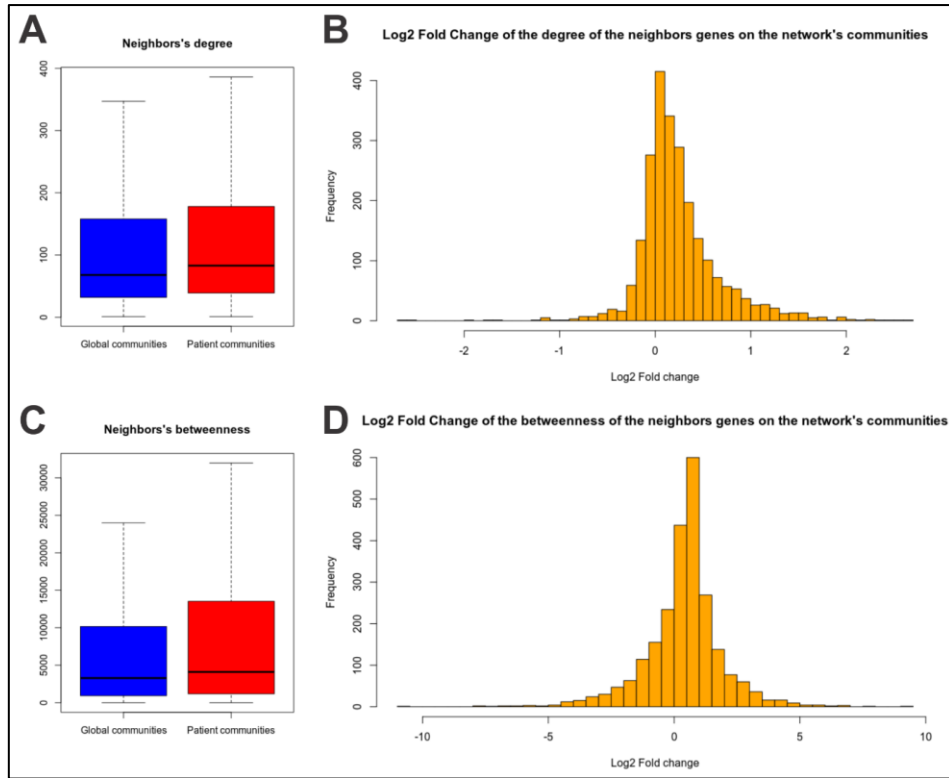 A
Neighbors's degree
400
300
200
100
0
Global communities
Patient communities
B
Log2 Fold Change of the degree of the neighbors genes on the network's communities
Frequency
400
300
200
100
0
-2
-1
0
1
2
Log2 Fold change
C
Neighbors's betweenness
30000
25000
20000
15000
10000
5000
0
Global communities
Patient communities
D
Log2 Fold Change of the betweenness of the neighbors genes on the network's communities
Frequency
600
500
400
300
200
100
0
-10
-5
0
5
10
Log2 Fold change